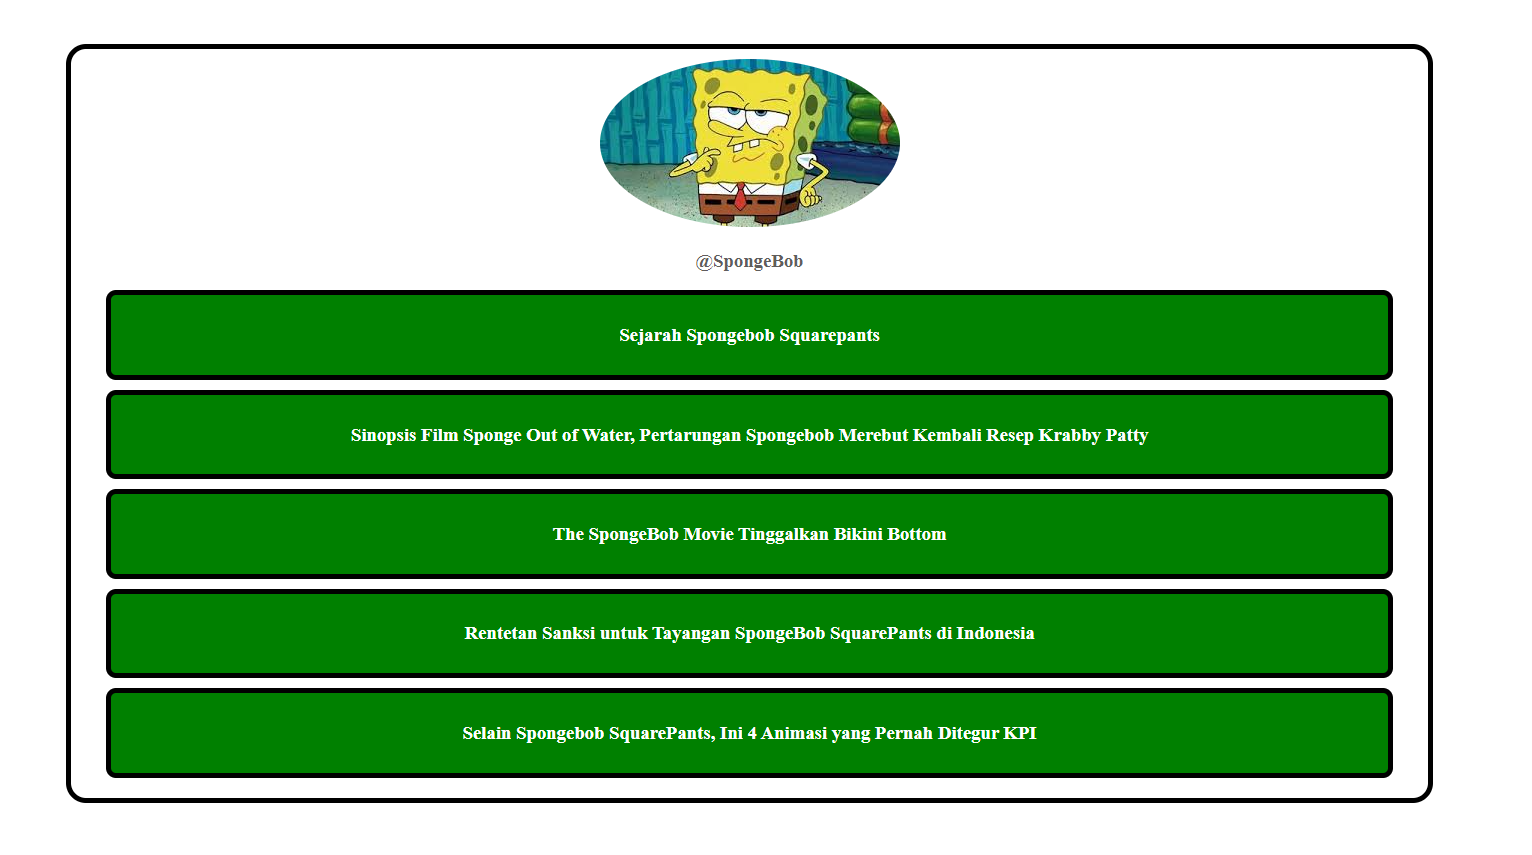 @SpongeBob
Sejarah Spongebob Squarepants
Sinopsis Film Sponge Out of Water, Pertarungan Spongebob Merebut Kembali Resep Krabby Patty
The SpongeBob Movie Tinggalkan Bikini Bottom
Rentetan Sanksi untuk Tayangan SpongeBob SquarePants di Indonesia
Selain Spongebob SquarePants, Ini 4 Animasi yang Pernah Ditegur KPI